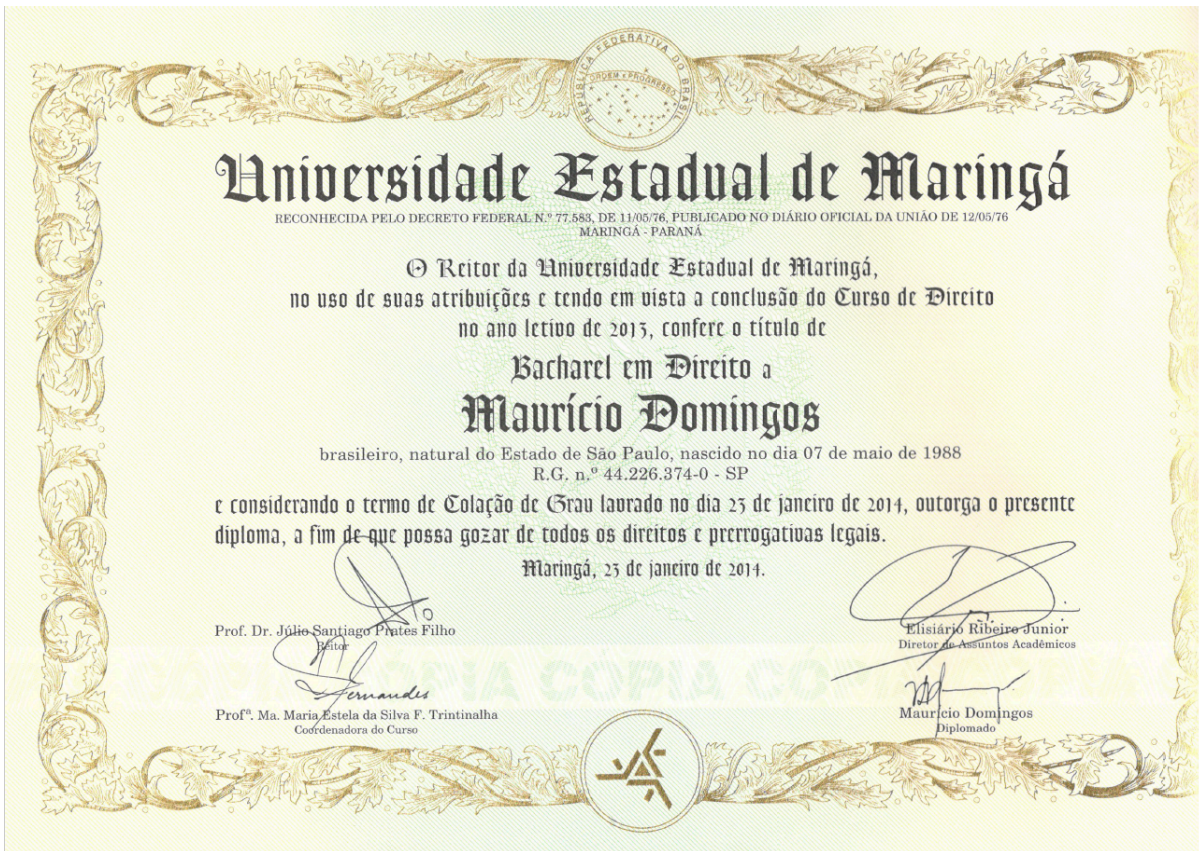 REPÚBLICA FEDERATIVA DO BRASIL
ORDEM E PROGRESSO
Universidade Estadual de Maringá
RECONHECIDA PELO DECRETO FEDERAL N.º 77.583, DE 11/05/76, PUBLICADO NO DIÁRIO OFICIAL DA UNIÃO DE 12/05/76
MARINGÁ - PARANÁ
O Reitor da Universidade Estadual de Maringá,
no uso de suas atribuições e tendo em vista a conclusão do Curso de Direito
no ano letivo de 2013, confere o título de
Bacharel em Direito a
Maurício Domingos
brasileiro, natural do Estado de São Paulo, nascido no dia 07 de maio de 1988
R.G. n.º 44.226.374-0 - SP
e considerando o termo de Colação de Grau lavrado no dia 23 de janeiro de 2014, outorga o presente
diploma, a fim de que possa gozar de todos os direitos e prerrogativas legais.
Maringá, 23 de janeiro de 2014.
Prof. Dr. Júlio Santiago Prates Filho
Reitor
Elisiário Ribeiro Junior
Diretor de Assuntos Acadêmicos
CÓPIA CÓPIA CÓPIA
Fernandes
Profª. Ma. Maria Estela da Silva F. Trintinalha
Coordenadora do Curso
Maurício Domingos
Diplomado